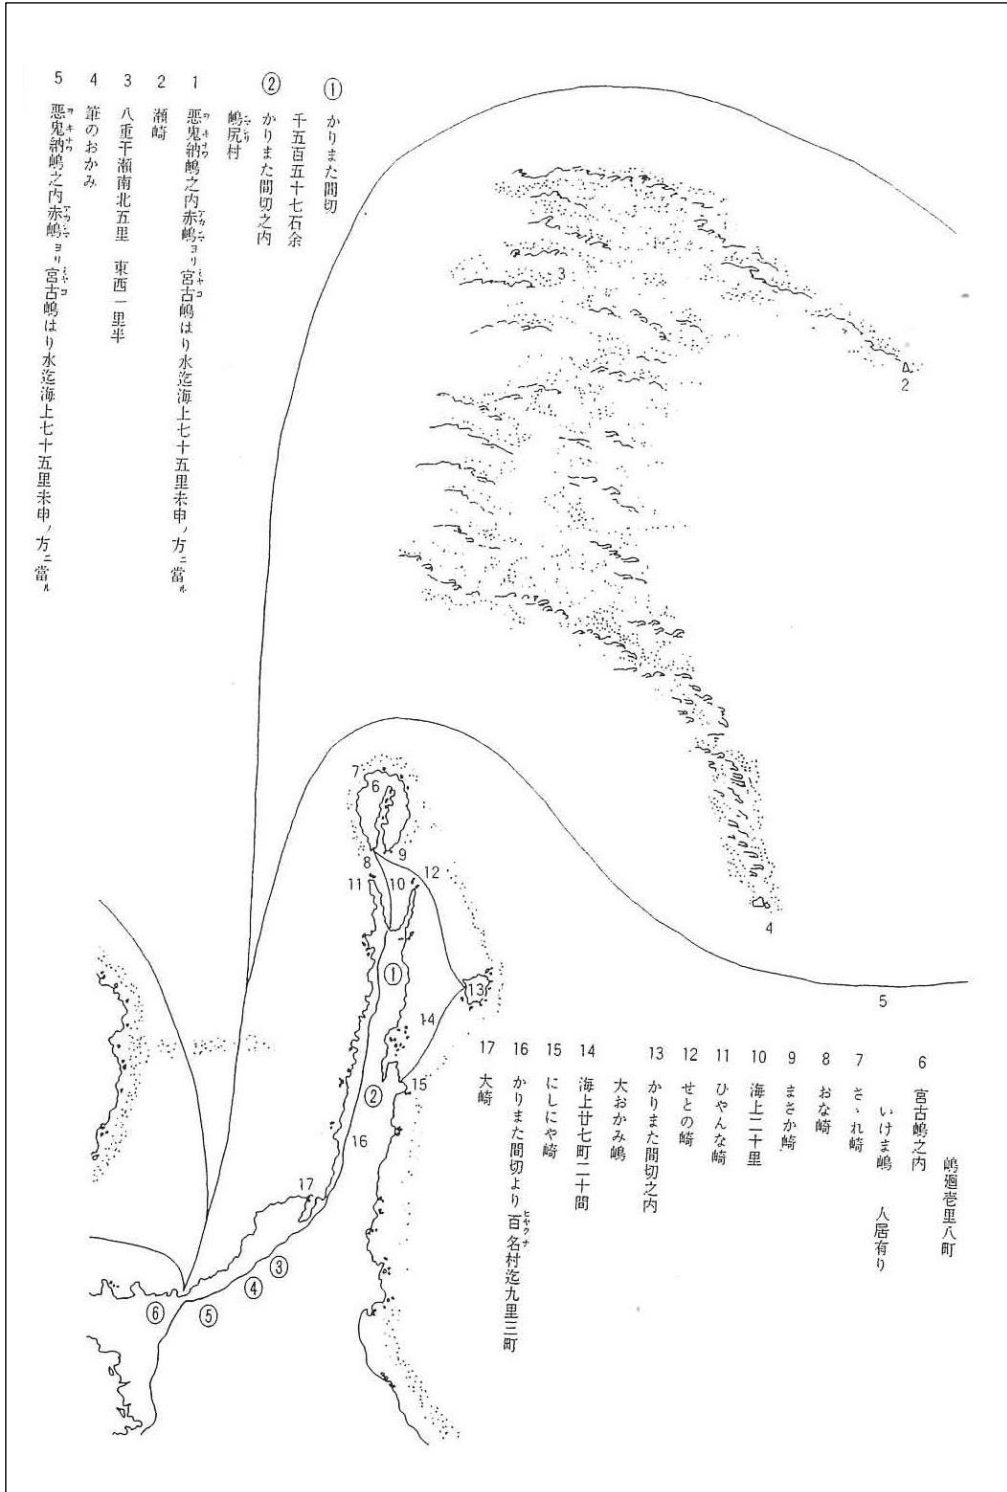 ① かりまた間切
千五百五十七石余
② かりまた間切之内
嶋尻村
1 悪鬼納嶋之内赤嶋ヨリ宮古嶋はり水迄海上七十五里未申ノ方ニ當ル
2 瀬崎
3 八重干瀬南北五里 東西一里半
4 筆のおかみ
5 悪鬼納嶋之内赤嶋ヨリ宮古嶋はり水迄海上七十五里未申ノ方ニ當ル
嶋廻壱里八町
6 宮古嶋之内
いけま嶋 人居有り
7 さゝれ崎
8 おな崎
9 まさか崎
10 海上二十里
11 ひやんな崎
12 せとの崎
13 かりまた間切之内
大おかみ嶋
14 海上廿七町二十間
15 にしにや崎
16 かりまた間切より百名村迄九里三町
17 大崎
3
2
4
5
7
6
8
9
12
11
10
①
13
14
②
15
16
17
③
④
⑤
⑥